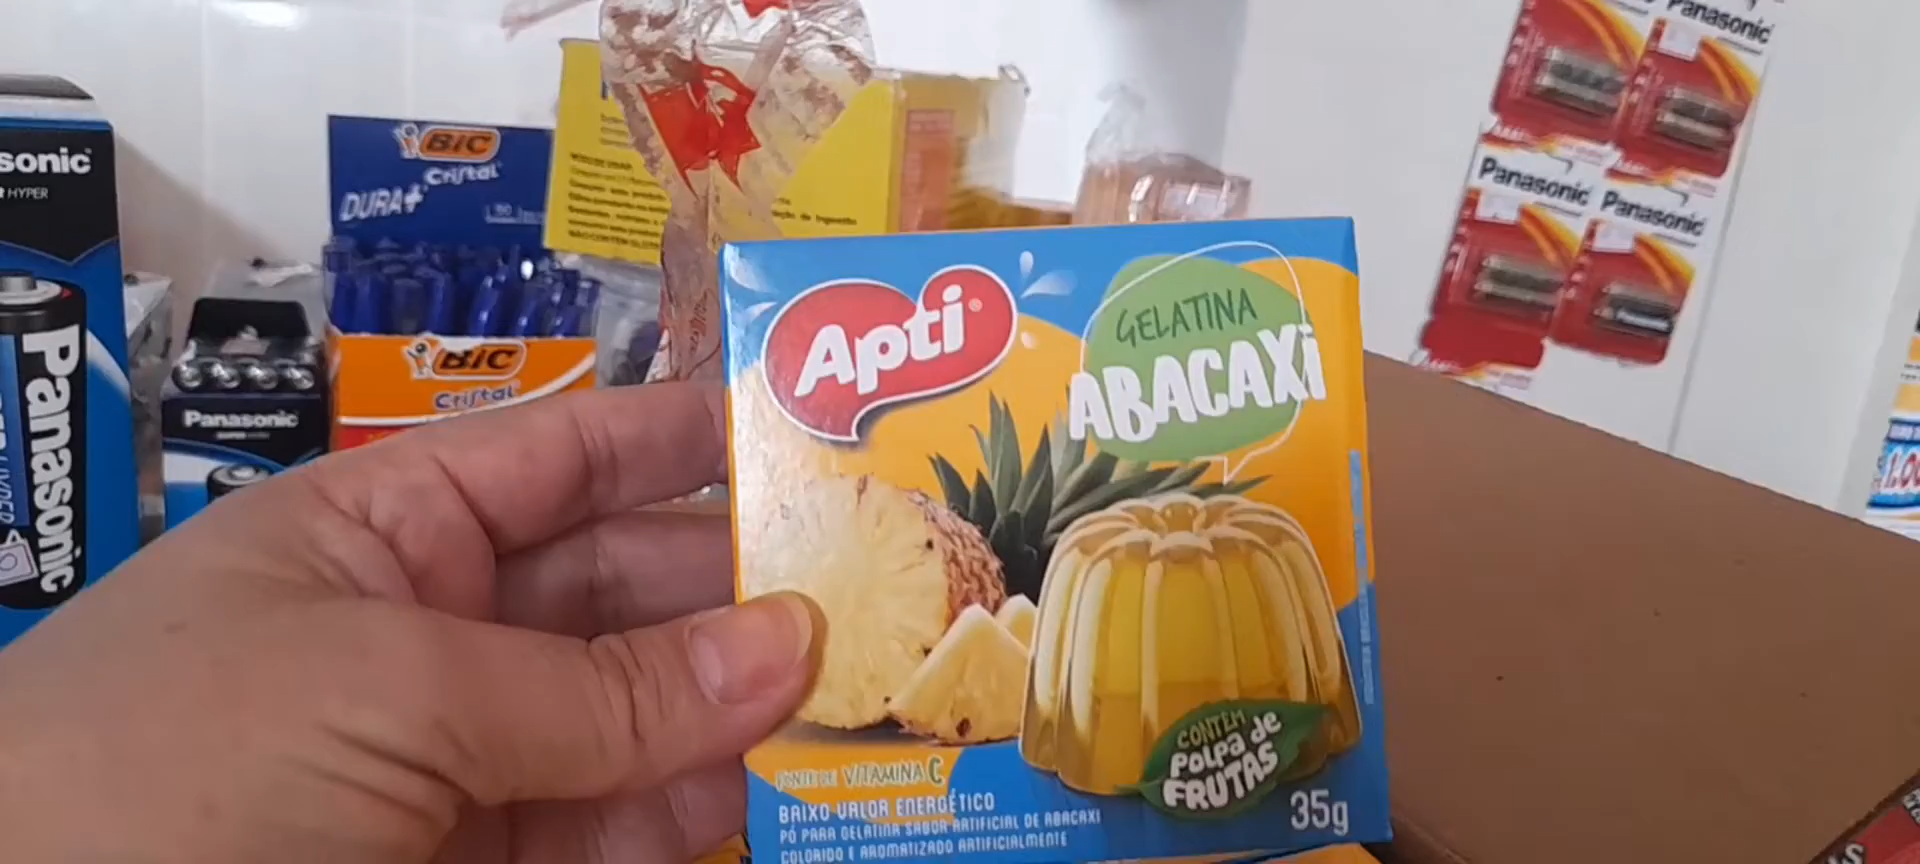 Apti
GELATINA
ABACAXI
CONTÉM
POLPA de
FRUTAS
FONTE DE VITAMINA C
BAIXO VALOR ENERGÉTICO
PÓ PARA GELATINA SABOR ARTIFICIAL DE ABACAXI
COLORIDO E AROMATIZADO ARTIFICIALMENTE
35g
sonic
HYPER
Panasonic
Panasonic
BIC
Cristal
DURA+
BIC
Cristal
Panasonic
Panasonic
Panasonic